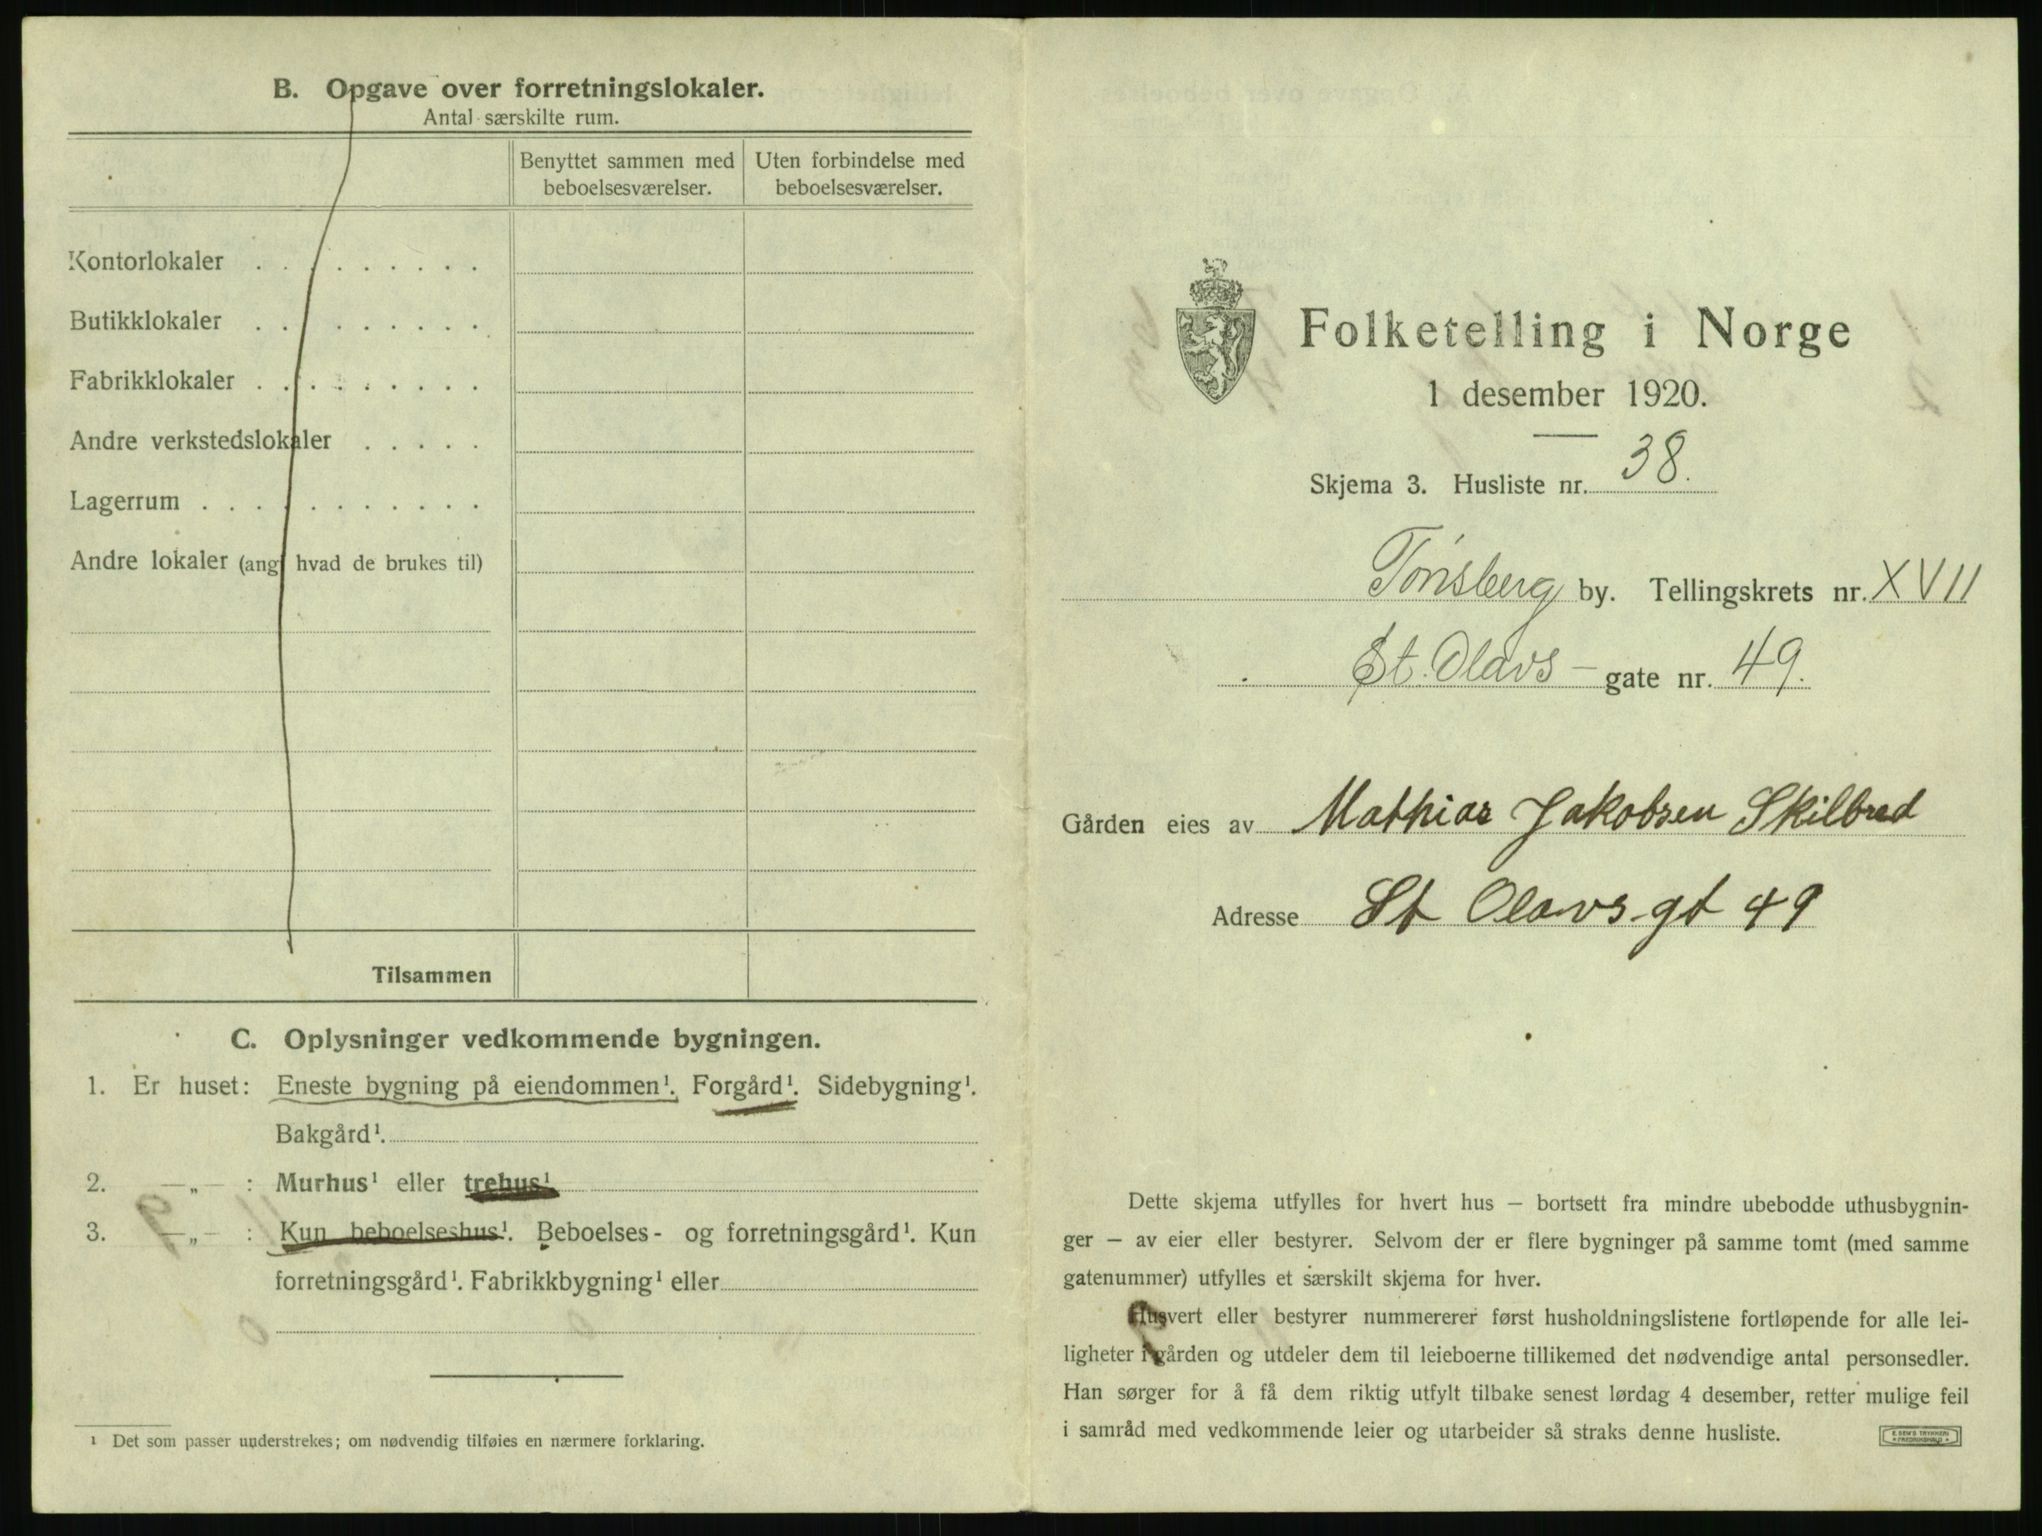 B. Opgave over forretningslokaler.
Antal særskilte rum.
Benyttet sammen med beboelsesværelser.
Uten forbindelse med beboelsesværelser.
Kontorlokaler . . . . . . . . .
Butikklokaler . . . . . . . . .
Fabrikklokaler . . . . . . . . .
Andre verkstedslokaler . . . . .
Lagerrum . . . . . . . . . . .
Andre lokaler (angi hvad de brukes til)
Tilsammen
C. Oplysninger vedkommende bygningen.
1. Er huset: Eneste bygning på eiendommen¹. Forgård¹. Sidebygning¹.
Bakgård¹.
2. —„— : Murhus¹ eller trehus¹
3. —„— : Kun beboelseshus¹. Beboelses- og forretningsgård¹. Kun
forretningsgård¹. Fabrikkbygning¹ eller
¹ Det som passer understrekes; om nødvendig tilføies en nærmere forklaring.
Folketelling i Norge
1 desember 1920.
Skjema 3. Husliste nr. 38.
Tønsberg by. Tellingskrets nr. XVII
St. Olavs - gate nr. 49.
Gården eies av Mathias Jakobsen Skilbred
Adresse St Olavs gt 49
Dette skjema utfylles for hvert hus — bortsett fra mindre ubebodde uthusbygnin-
ger — av eier eller bestyrer. Selvom der er flere bygninger på samme tomt (med samme
gatenummer) utfylles et særskilt skjema for hver.
Husvert eller bestyrer nummererer først husholdningslistene fortløpende for alle lei-
ligheter i gården og utdeler dem til leieboerne tillikemed det nødvendige antal personsedler.
Han sørger for å få dem riktig utfylt tilbake senest lørdag 4 desember, retter mulige feil
i samråd med vedkommende leier og utarbeider så straks denne husliste.
E. SEM'S TRYKKERI
FREDRIKSHALD